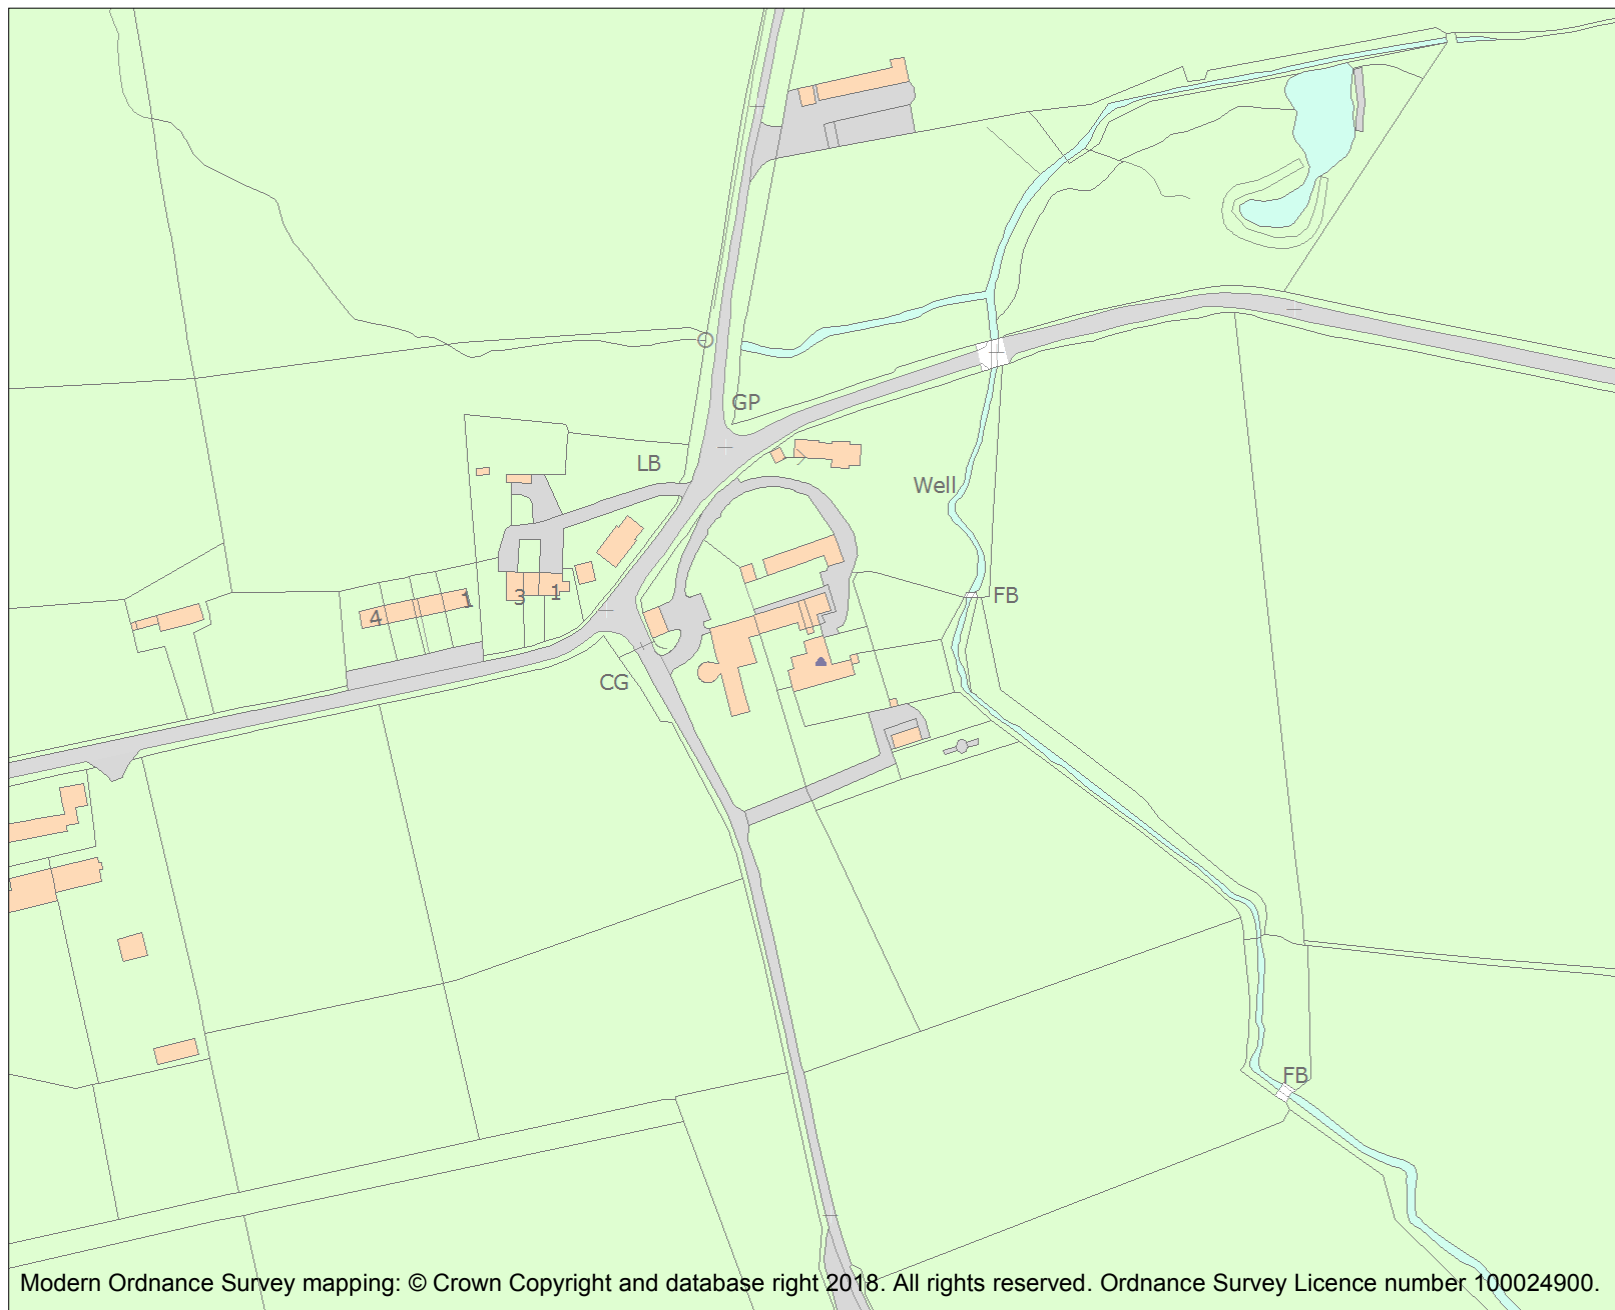 GP
LB
Well
FB
1
3
1
4
CG
FB
Modern Ordnance Survey mapping: © Crown Copyright and database right 2018. All rights reserved. Ordnance Survey Licence number 100024900.